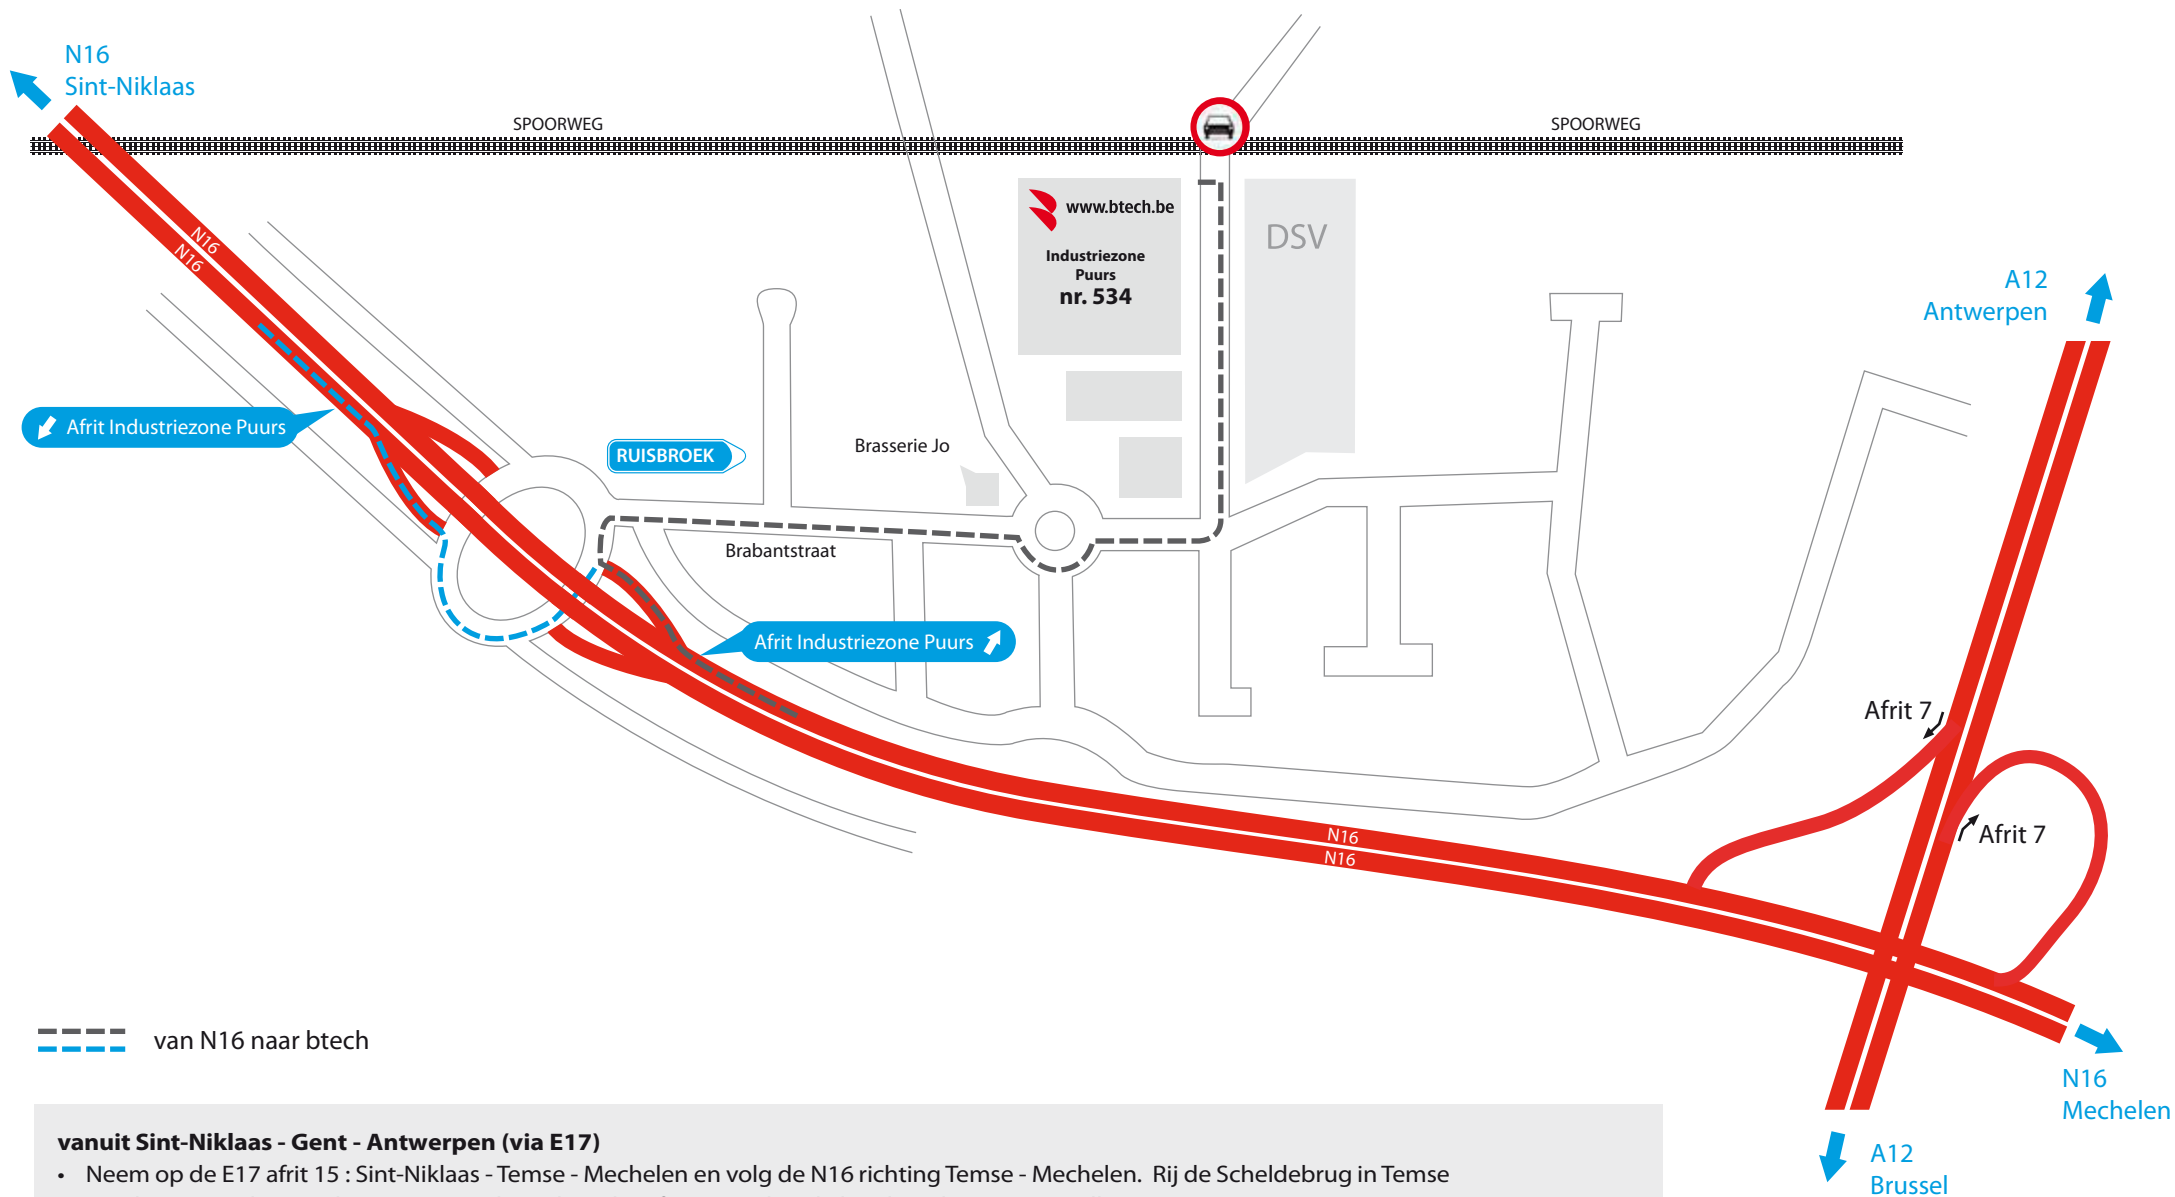 N16
Sint-Niklaas
SPOORWEG
SPOORWEG
www.btech.be
Industriezone
Puurs
nr. 534
DSV
N16
N16
A12
Antwerpen
Afrit Industriezone Puurs
RUISBROEK
Brasserie Jo
Brabantstraat
Afrit Industriezone Puurs
Afrit 7
Afrit 7
N16
N16
van N16 naar btech
N16
Mechelen
A12
Brussel
vanuit Sint-Niklaas - Gent - Antwerpen (via E17)
• Neem op de E17 afrit 15 : Sint-Niklaas - Temse - Mechelen en volg de N16 richting Temse - Mechelen. Rij de Scheldebrug in Temse